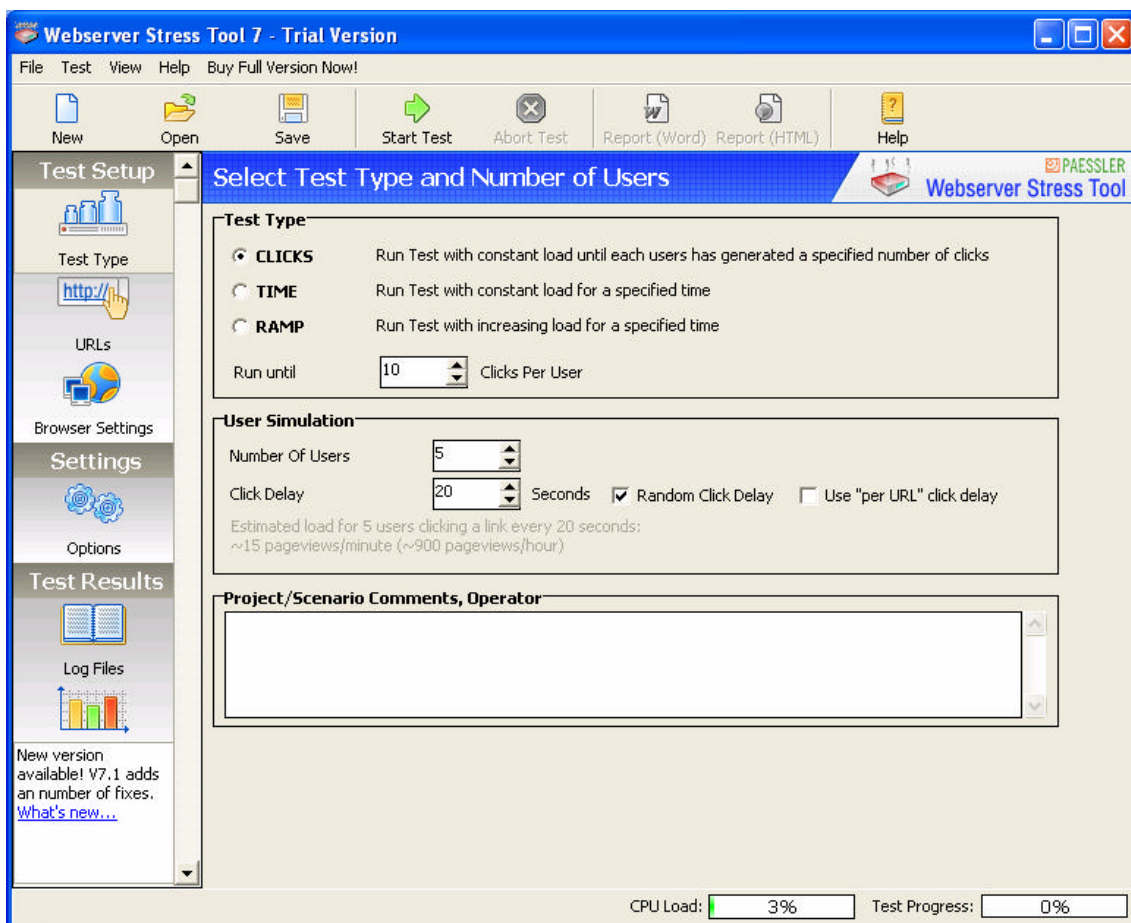 Webserver Stress Tool 7 - Trial Version
File Test View Help Buy Full Version Now!
New Open Save Start Test Abort Test Report (Word) Report (HTML) Help
Test Setup
Test Type
http://
URLs
Browser Settings
Settings
Options
Test Results
Log Files
New version
available! V7.1 adds
an number of fixes.
What's new...
Select Test Type and Number of Users
PAESSLER
Webserver Stress Tool
Test Type
CLICKS Run Test with constant load until each users has generated a specified number of clicks
TIME Run Test with constant load for a specified time
RAMP Run Test with increasing load for a specified time
Run until 10 Clicks Per User
User Simulation
Number Of Users 5
Click Delay 20 Seconds Random Click Delay Use "per URL" click delay
Estimated load for 5 users clicking a link every 20 seconds:
~15 pageviews/minute (~900 pageviews/hour)
Project/Scenario Comments, Operator
CPU Load: 3% Test Progress: 0%